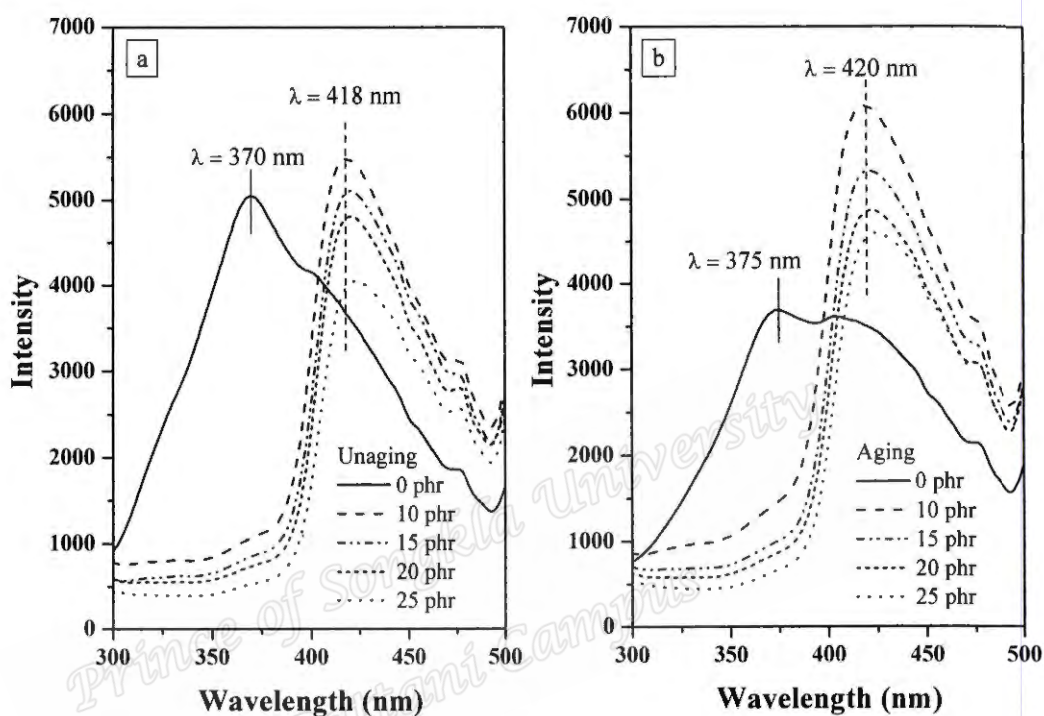 a
7000
6000
5000
4000
3000
2000
1000
0
Intensity
λ = 370 nm
λ = 418 nm
Unaging
0 phr
10 phr
15 phr
20 phr
25 phr
300
350
400
450
500
Wavelength (nm)
b
7000
6000
5000
4000
3000
2000
1000
0
Intensity
λ = 420 nm
λ = 375 nm
Aging
0 phr
10 phr
15 phr
20 phr
25 phr
300
350
400
450
500
Wavelength (nm)
Prince of Songkla University
Pattani Campus